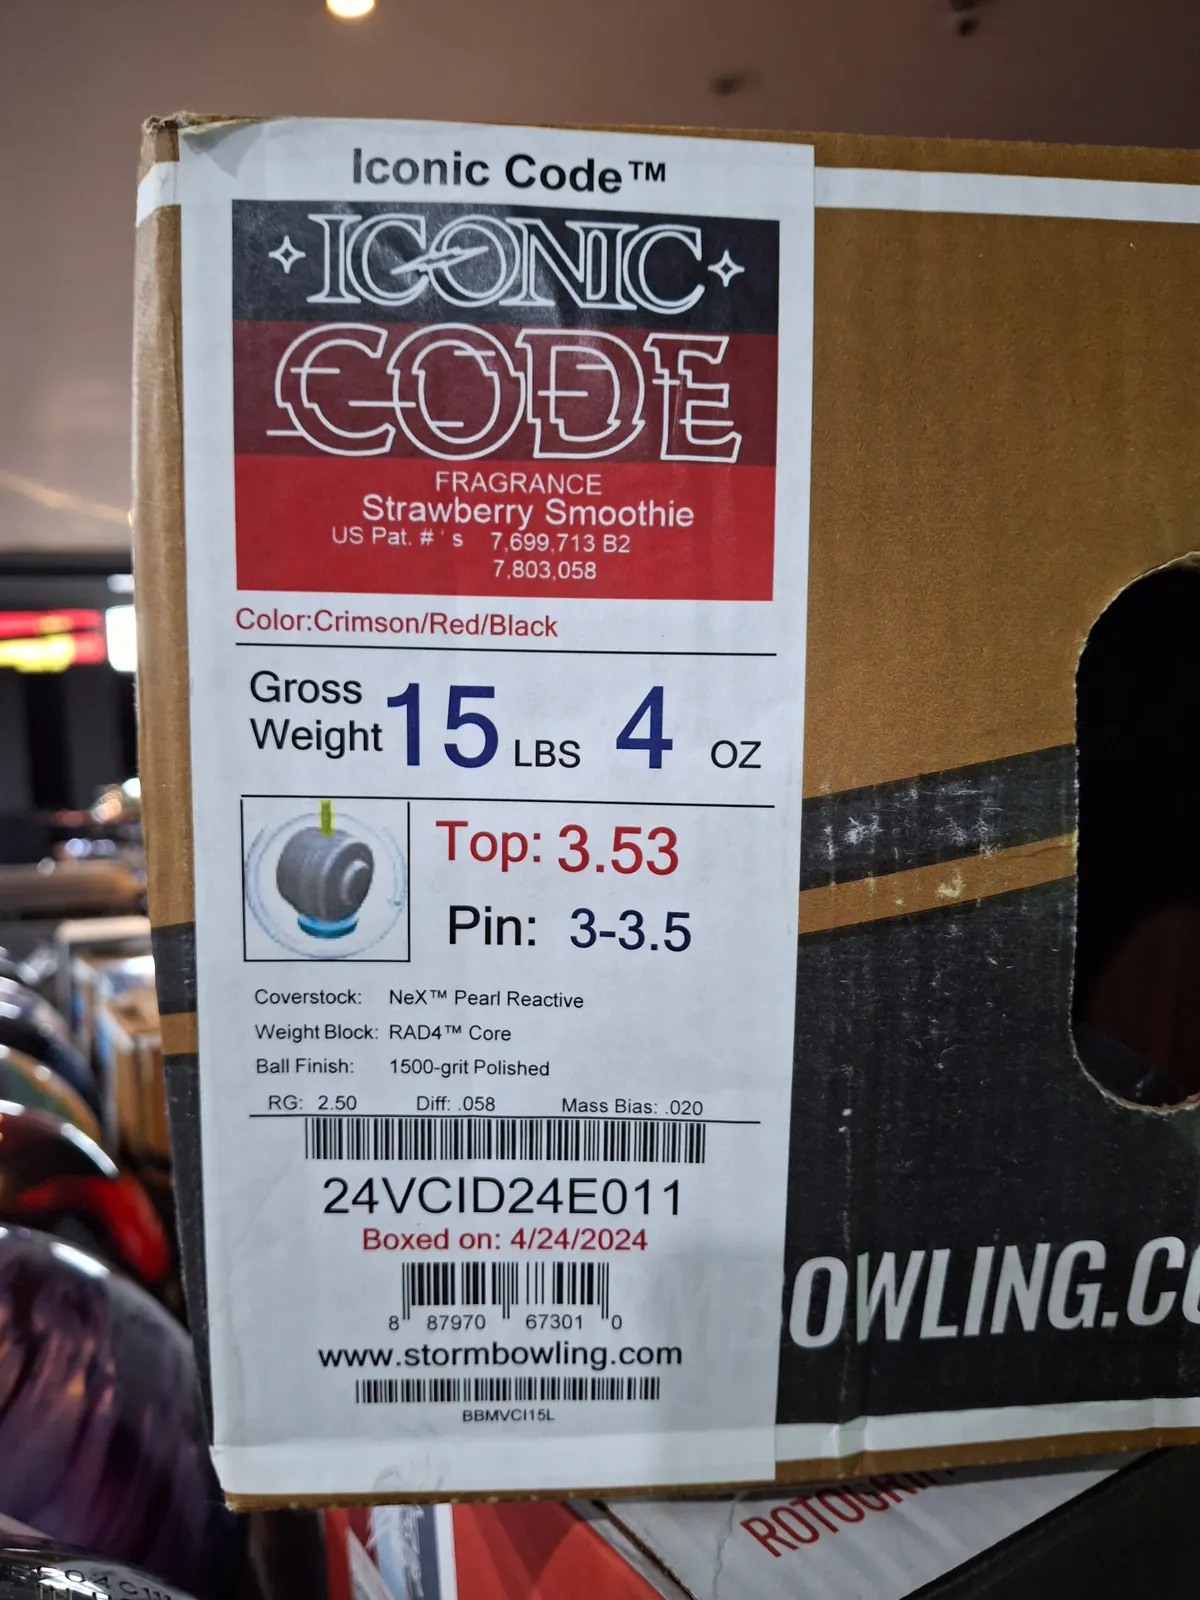 Iconic Code™
ICONIC
CODE
FRAGRANCE
Strawberry Smoothie
US Pat. # ' s 7,699,713 B2
7,803,058
Color:Crimson/Red/Black
Gross
Weight 15 LBS 4 OZ
Top: 3.53
Pin: 3-3.5
Coverstock: NeX™ Pearl Reactive
Weight Block: RAD4™ Core
Ball Finish: 1500-grit Polished
RG: 2.50 Diff: .058 Mass Bias: .020
24VCID24E011
Boxed on: 4/24/2024
8 87970 67301 0
www.stormbowling.com
BBMVCI15L
BOWLING.CO
ROTOGRIP